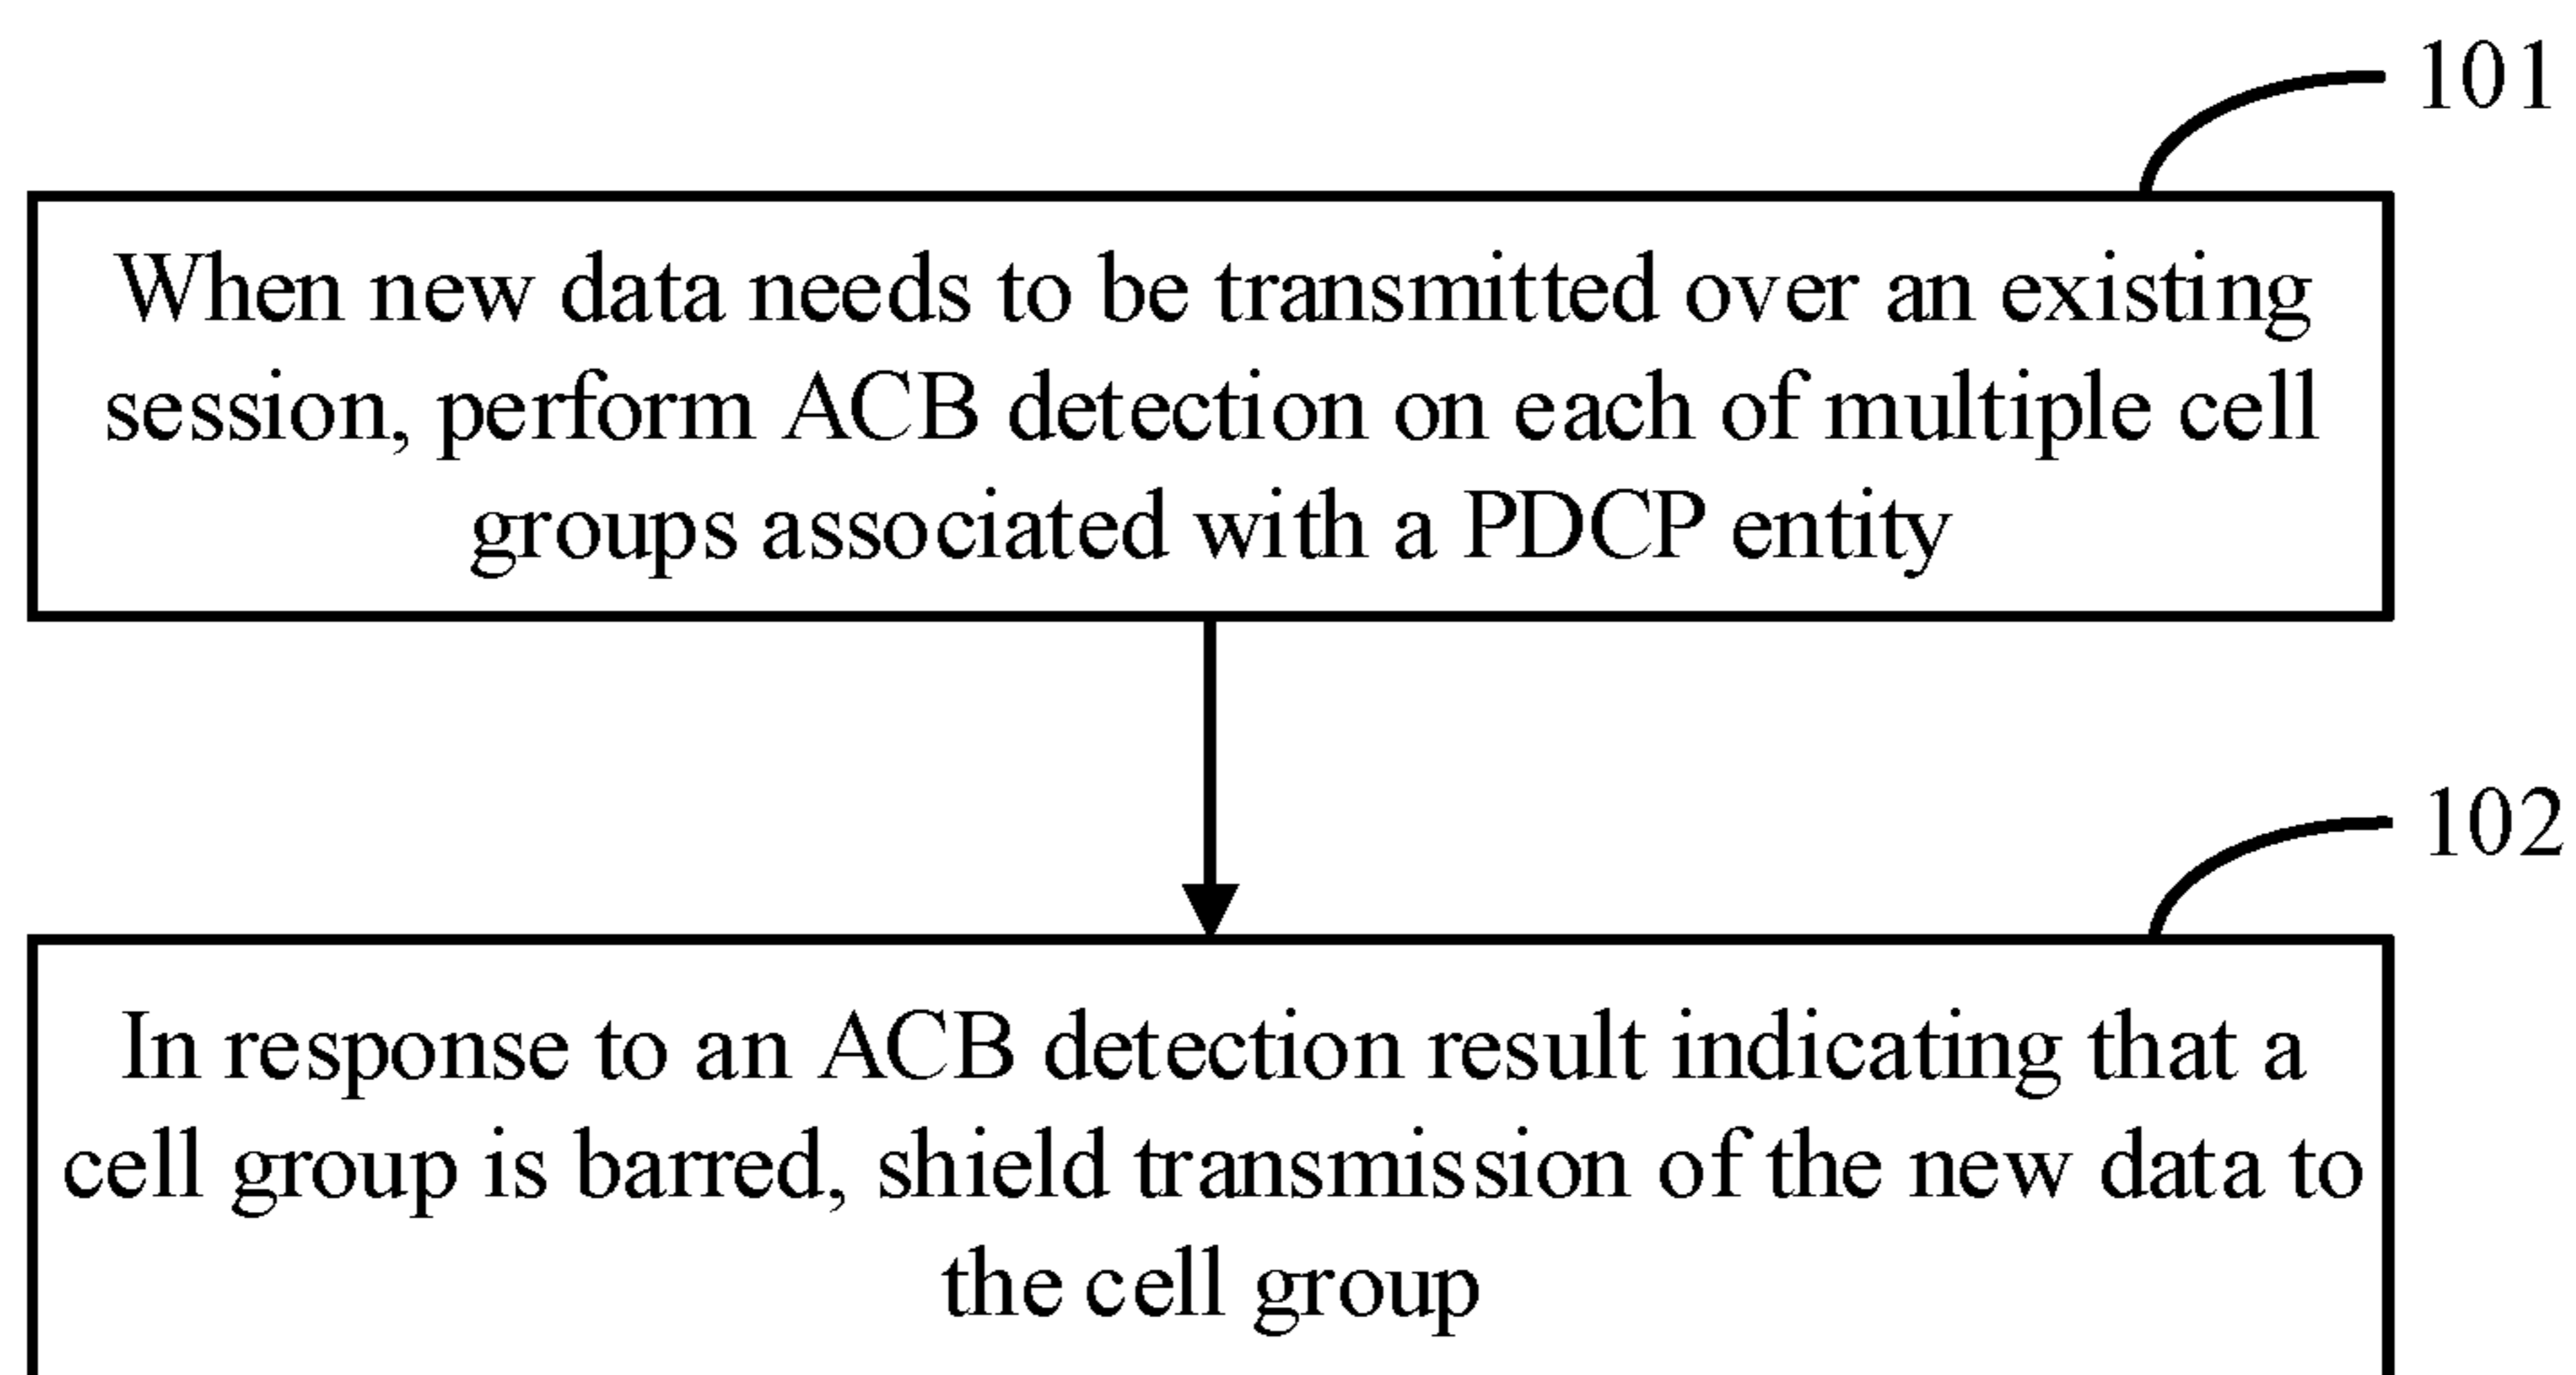 101
When new data needs to be transmitted over an existing
session, perform ACB detection on each of multiple cell
groups associated with a PDCP entity
102
In response to an ACB detection result indicating that a
cell group is barred, shield transmission of the new data to
the cell group